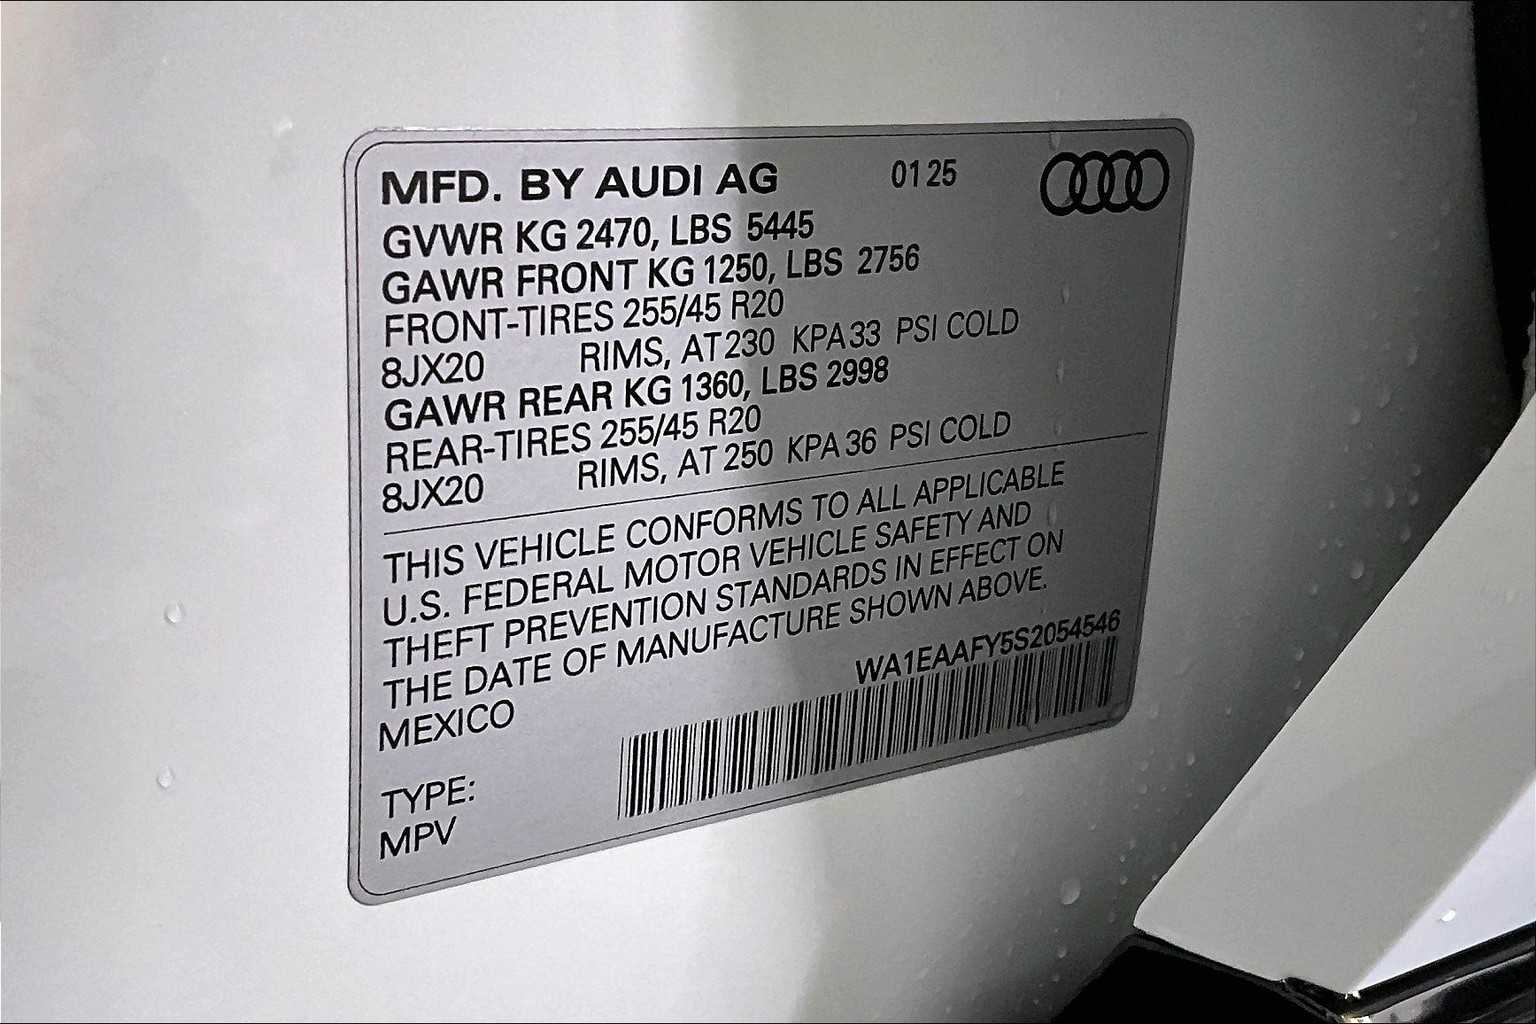 MFD. BY AUDI AG 01 25
GVWR KG 2470, LBS 5445
GAWR FRONT KG 1250, LBS 2756
FRONT-TIRES 255/45 R20
8JX20 RIMS, AT 230 KPA 33 PSI COLD
GAWR REAR KG 1360, LBS 2998
REAR-TIRES 255/45 R20
8JX20 RIMS, AT 250 KPA 36 PSI COLD
THIS VEHICLE CONFORMS TO ALL APPLICABLE
U.S. FEDERAL MOTOR VEHICLE SAFETY AND
THEFT PREVENTION STANDARDS IN EFFECT ON
THE DATE OF MANUFACTURE SHOWN ABOVE.
MEXICO WA1EAAFY5S2054546
TYPE:
MPV